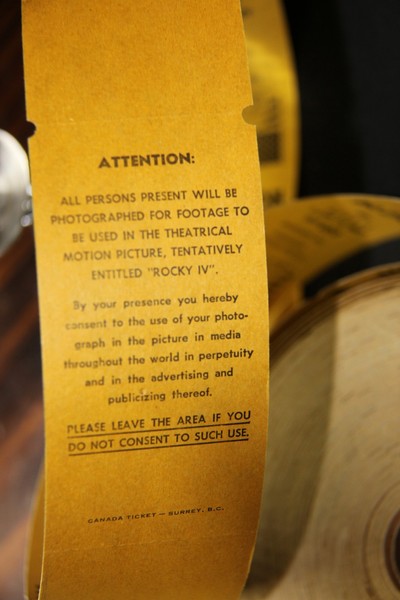 ATTENTION:
ALL PERSONS PRESENT WILL BE
PHOTOGRAPHED FOR FOOTAGE TO
BE USED IN THE THEATRICAL
MOTION PICTURE, TENTATIVELY
ENTITLED "ROCKY IV".
By your presence you hereby
consent to the use of your photo-
graph in the picture in media
throughout the world in perpetuity
and in the advertising and
publicizing thereof.
PLEASE LEAVE THE AREA IF YOU
DO NOT CONSENT TO SUCH USE.
CANADA TICKET — SURREY, B.C.